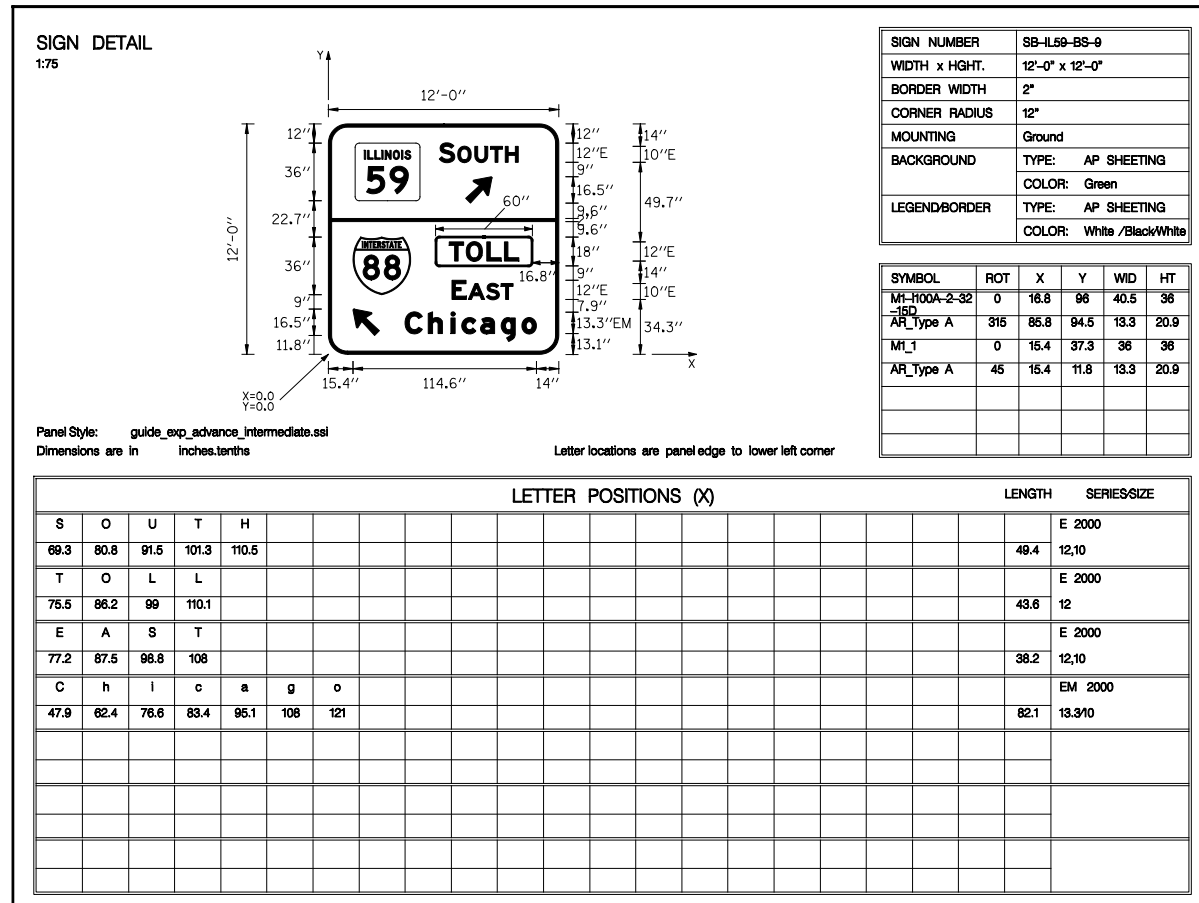 SIGN DETAIL
1:75
Y
12'-0"
12'-0"
12"
36"
22.7"
36"
9"
16.5"
11.8"
ILLINOIS
59
SOUTH
60"
INTERSTATE
88
TOLL
16.8"
EAST
Chicago
12"
12"E
9"
16.5"
9.6"
2"
9.6"
18"
9"
12"E
7.9"
13.3"EM
13.1"
14"
10"E
49.7"
12"E
14"
10"E
34.3"
X
15.4" 114.6" 14"
X=0.0
Y=0.0
Panel Style: guide_exp_advance_intermediate.ssi
Dimensions are in inches.tenths
Letter locations are panel edge to lower left corner
SIGN NUMBER SB-IL59-BS-9
WIDTH x HGHT. 12'-0" x 12'-0"
BORDER WIDTH 2"
CORNER RADIUS 12"
MOUNTING Ground
BACKGROUND TYPE: AP SHEETING
COLOR: Green
LEGEND/BORDER TYPE: AP SHEETING
COLOR: White /Black/White
SYMBOL ROT X Y WID HT
M1-I100A-2-32
-15D 0 16.8 96 40.5 36
AR_Type A 315 85.8 94.5 13.3 20.9
M1_1 0 15.4 37.3 36 36
AR_Type A 45 15.4 11.8 13.3 20.9
LETTER POSITIONS (X) LENGTH SERIES/SIZE
S O U T H E 2000
69.3 80.8 91.5 101.3 110.5 49.4 12,10
T O L L E 2000
75.5 86.2 99 110.1 43.6 12
E A S T E 2000
77.2 87.5 98.8 108 38.2 12,10
C h i c a g o EM 2000
47.9 62.4 76.6 83.4 95.1 108 121 82.1 13.3/10